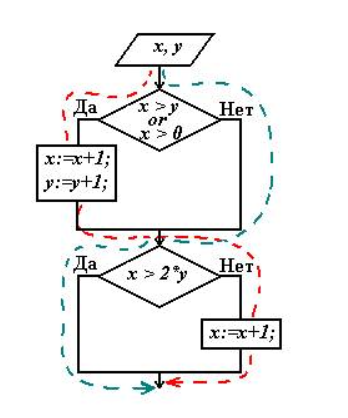 x, y
Да
x > y
or
x > 0
Нет
x:=x+1;
y:=y+1;
Да
x > 2*y
Нет
x:=x+1;